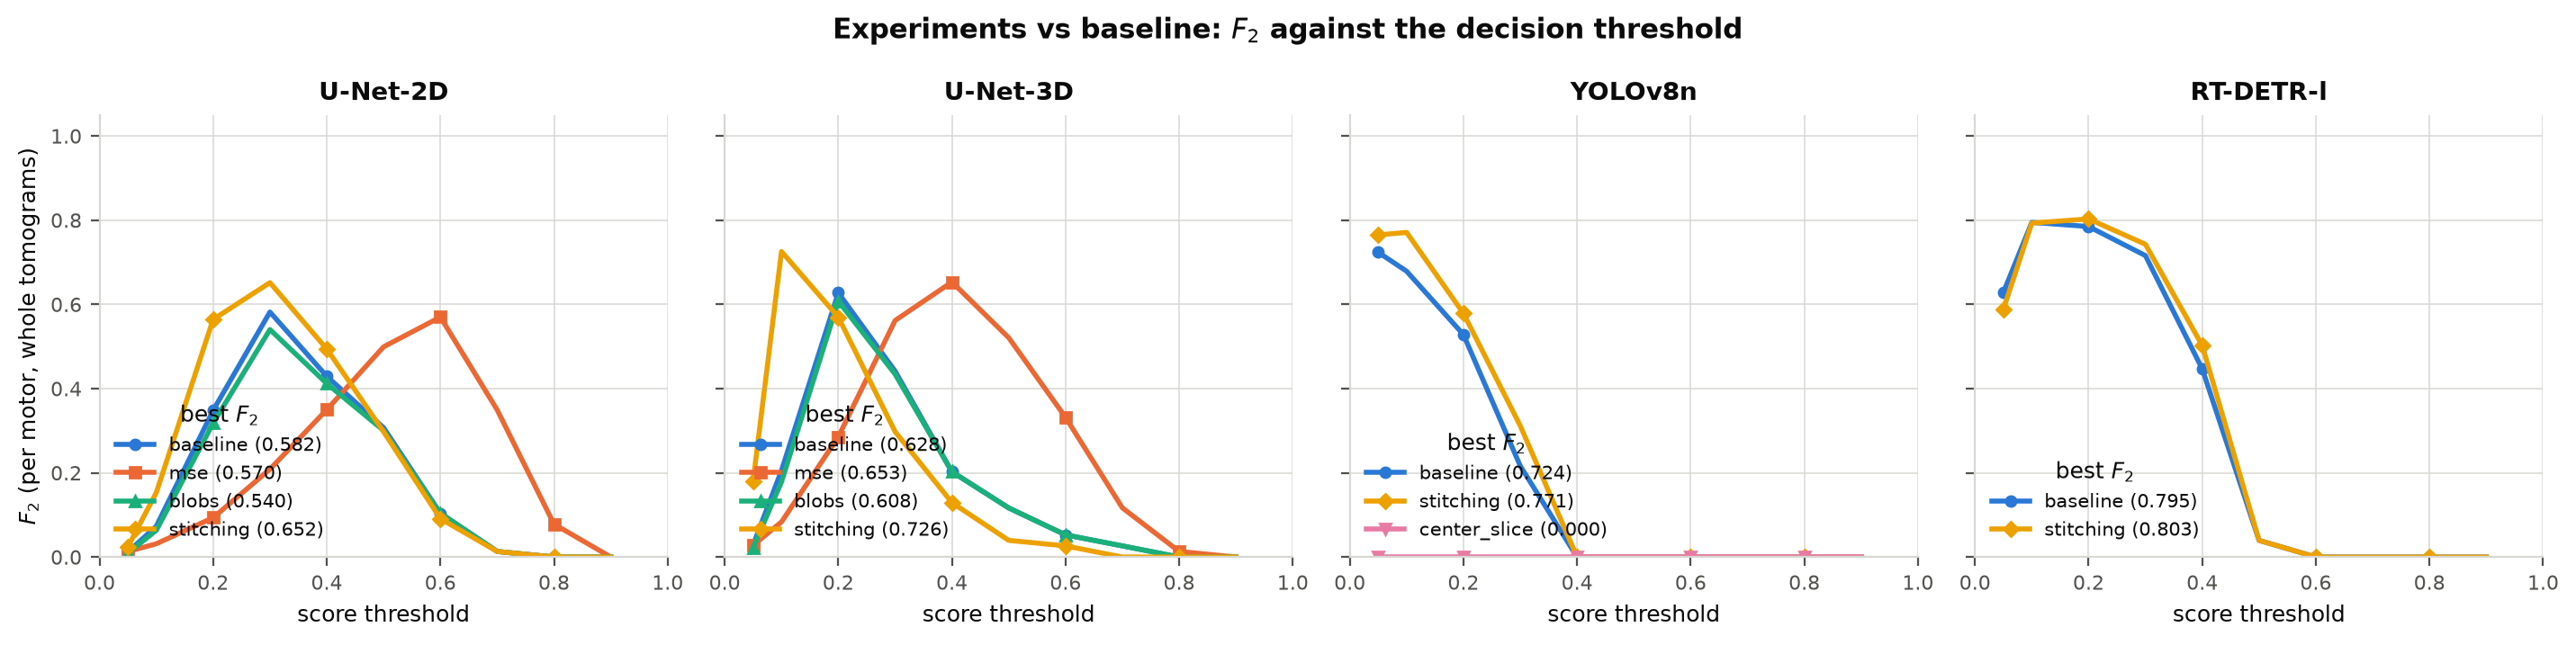 Experiments vs baseline: F₂ against the decision threshold
U-Net-2D
U-Net-3D
YOLOv8n
RT-DETR-l
F₂ (per motor, whole tomograms)
1.0
0.8
0.6
0.4
0.2
0.0
best F₂
baseline (0.582)
mse (0.570)
blobs (0.540)
stitching (0.652)
best F₂
baseline (0.628)
mse (0.653)
blobs (0.608)
stitching (0.726)
best F₂
baseline (0.724)
stitching (0.771)
center_slice (0.000)
best F₂
baseline (0.795)
stitching (0.803)
0.0 0.2 0.4 0.6 0.8 1.0
0.0 0.2 0.4 0.6 0.8 1.0
0.0 0.2 0.4 0.6 0.8 1.0
0.0 0.2 0.4 0.6 0.8 1.0
score threshold
score threshold
score threshold
score threshold